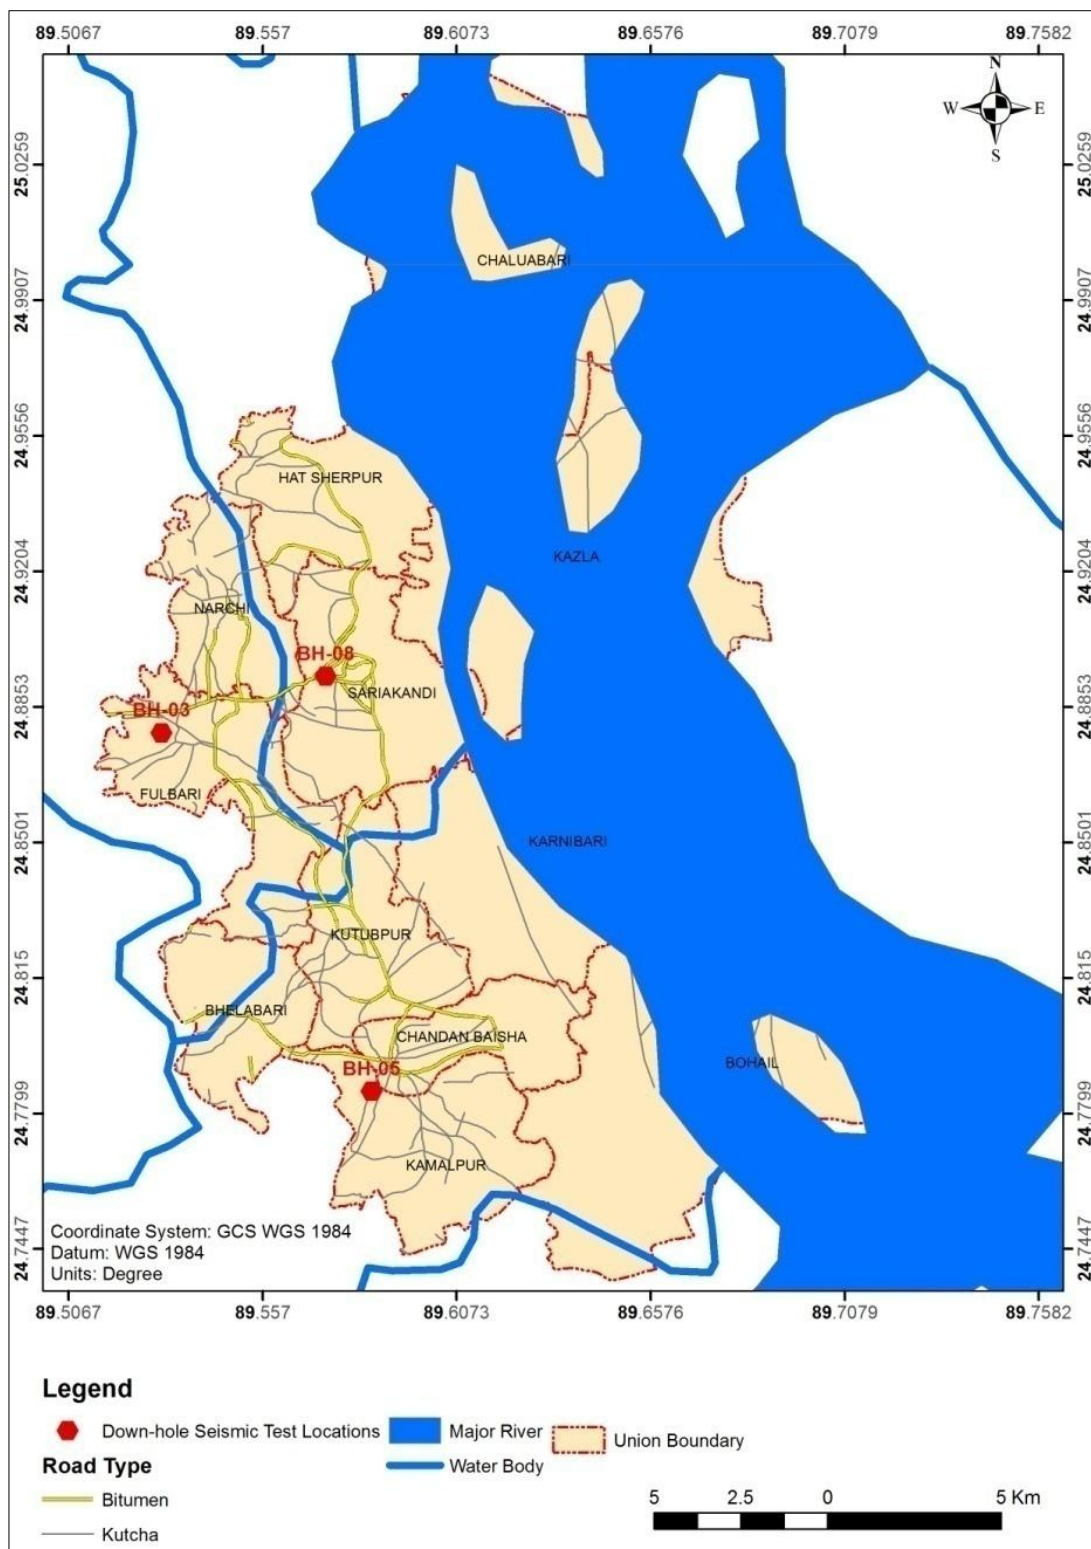 89.5067 89.557 89.6073 89.6576 89.7079 89.7582
N
W E
S
25.0259 25.0259
CHALUABARI
24.9907 24.9907
24.9556 24.9556
HAT SHERPUR
KAZLA
24.9204 24.9204
NARCHI
BH-08
SARIAKANDI
24.8853 24.8853
BH-03
FULBARI
24.8501 24.8501
KARNIBARI
KUTUBPUR
24.815 24.815
BHELABARI
CHANDAN BAISHA
BOHAIL
BH-05
24.7799 24.7799
KAMALPUR
24.7447 24.7447
Coordinate System: GCS WGS 1984
Datum: WGS 1984
Units: Degree
89.5067 89.557 89.6073 89.6576 89.7079 89.7582
Legend
Down-hole Seismic Test Locations Major River Union Boundary
Road Type Water Body
Bitumen
Kutcha
5 2.5 0 5 Km